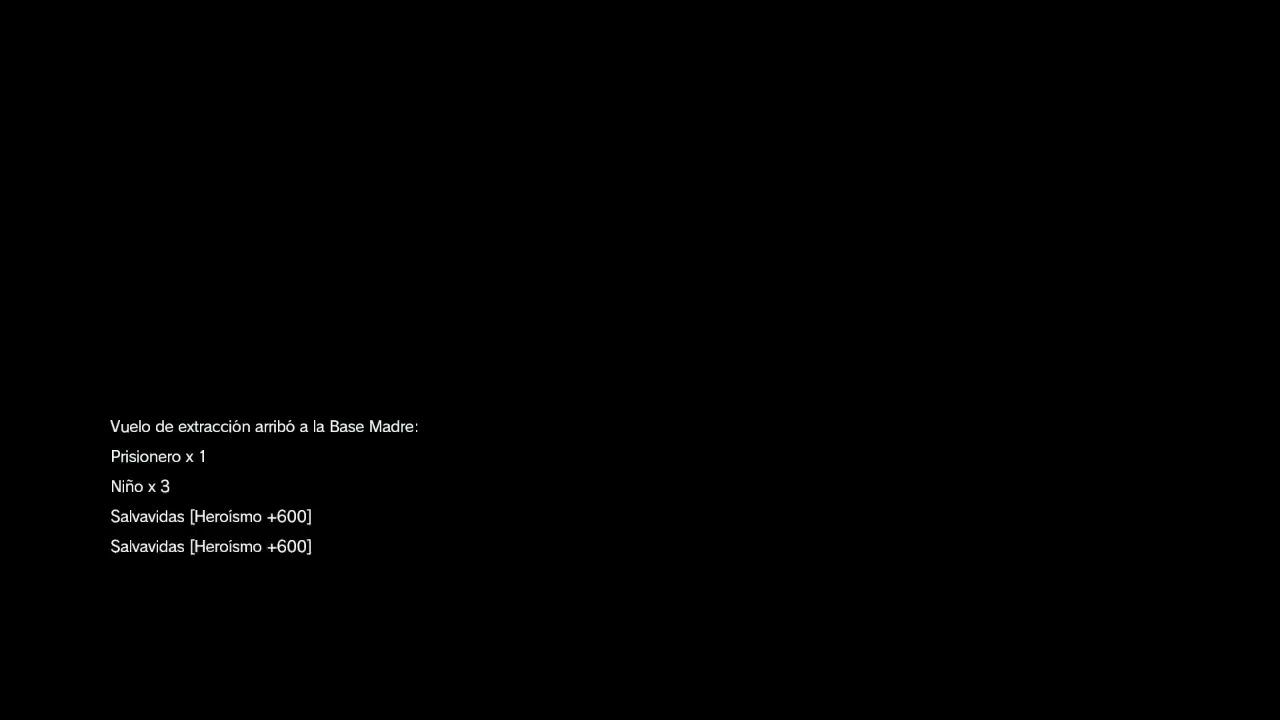 Vuelo de extracción arribó a la Base Madre:
Prisionero x 1
Niño x 3
Salvavidas [Heroísmo +600]
Salvavidas [Heroísmo +600]